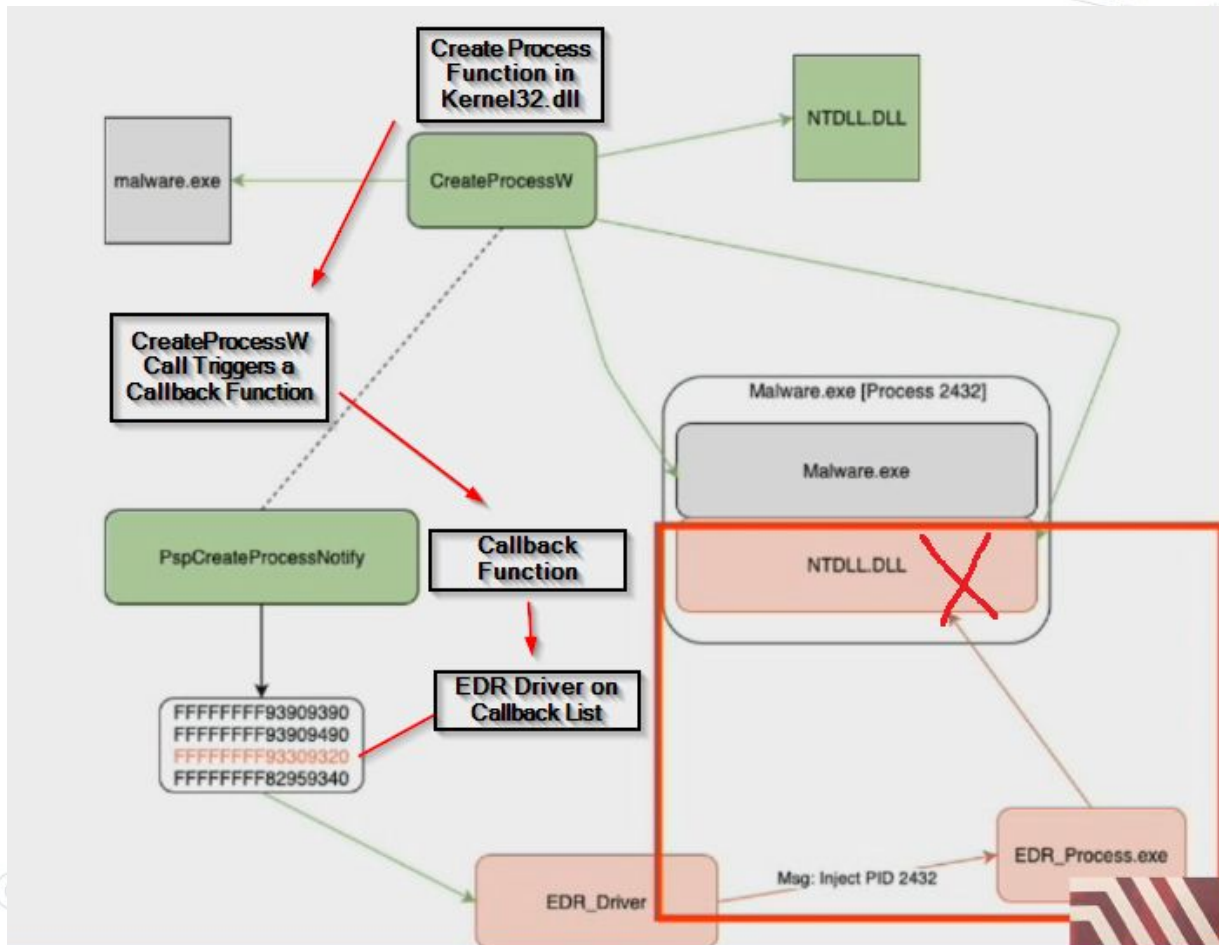 Create Process
Function in
Kernel32.dll
NTDLL.DLL
malware.exe
CreateProcessW
CreateProcessW
Call Triggers a
Callback Function
Malware.exe [Process 2432]
Malware.exe
PspCreateProcessNotify
Callback
Function
NTDLL.DLL
EDR Driver on
Callback List
FFFFFFFF93909390
FFFFFFFF93909490
FFFFFFFF93309320
FFFFFFFF82959340
EDR_Process.exe
Msg: Inject PID 2432
EDR_Driver